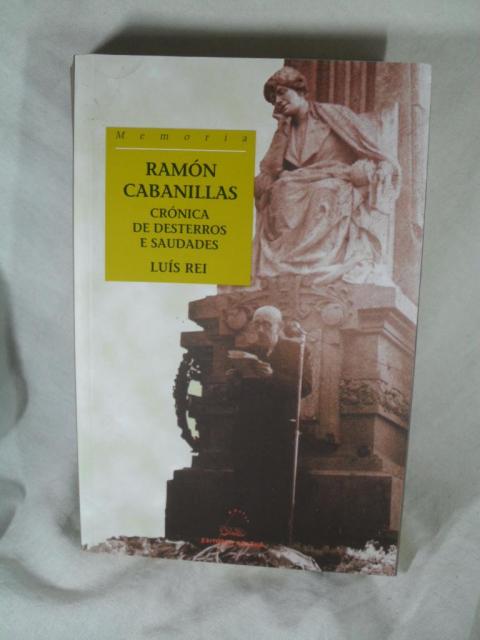 Memoria
RAMÓN
CABANILLAS
CRÓNICA
DE DESTERROS
E SAUDADES
LUÍS REI